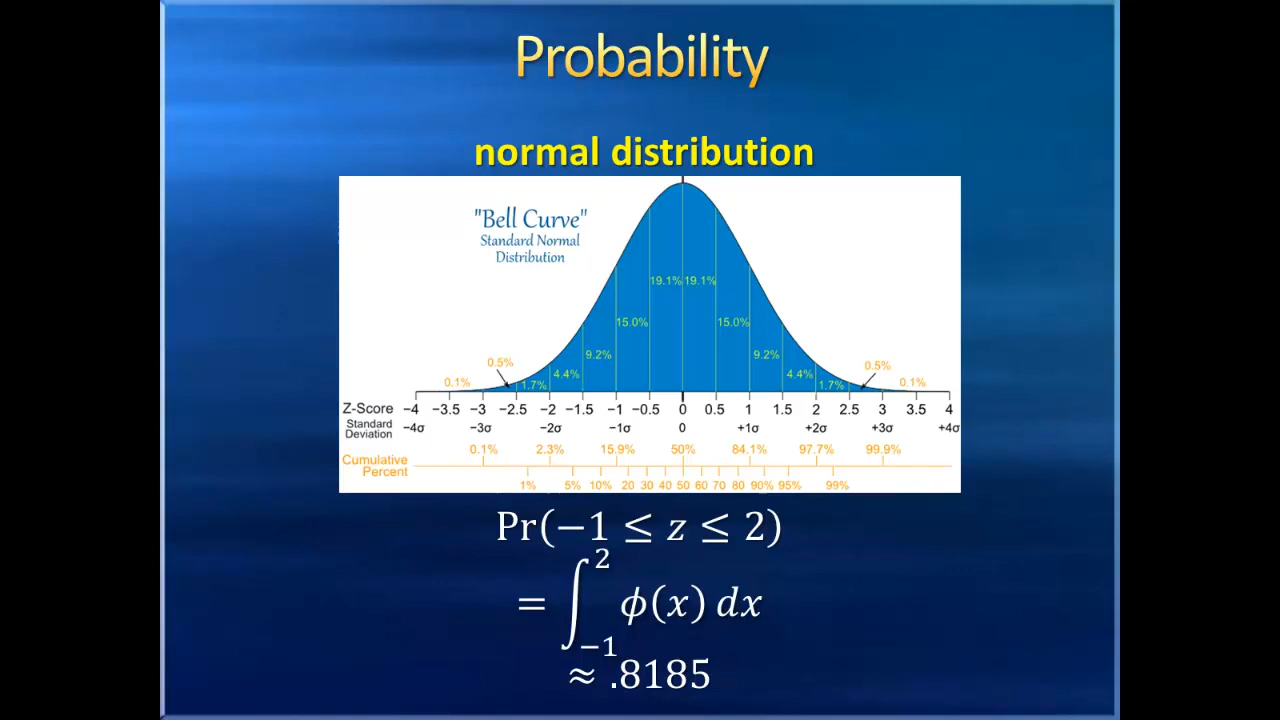 Probability
normal distribution
"Bell Curve"
Standard Normal
Distribution
19.1% 19.1%
15.0% 15.0%
9.2% 9.2%
0.5% 0.5%
4.4% 4.4%
0.1% 1.7% 1.7% 0.1%
Z-Score −4 −3.5 −3 −2.5 −2 −1.5 −1 −0.5 0 0.5 1 1.5 2 2.5 3 3.5 4
Standard
Deviation −4σ −3σ −2σ −1σ 0 +1σ +2σ +3σ +4σ
0.1% 2.3% 15.9% 50% 84.1% 97.7% 99.9%
Cumulative
Percent
1% 5% 10% 20 30 40 50 60 70 80 90% 95% 99%
Pr(−1 ≤ z ≤ 2)
= ∫₋₁² ϕ(x) dx
≈ .8185